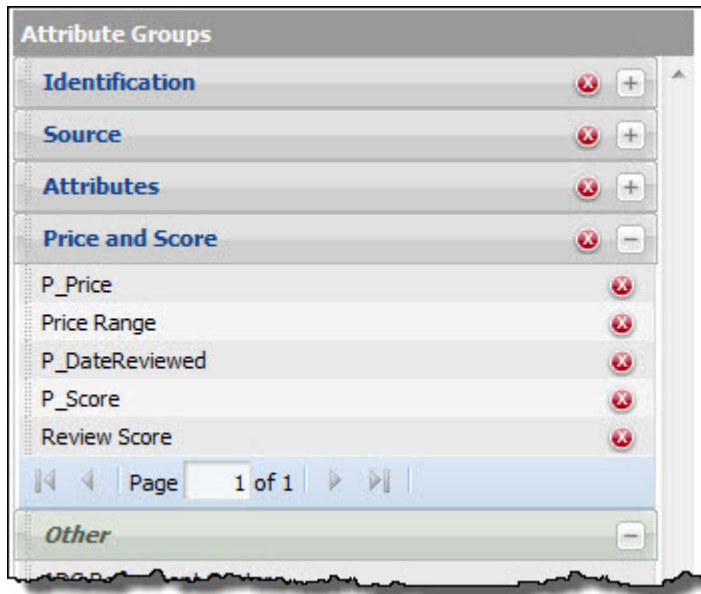 Attribute Groups
Identification
Source
Attributes
Price and Score
P_Price
Price Range
P_DateReviewed
P_Score
Review Score
Page 1 of 1
Other